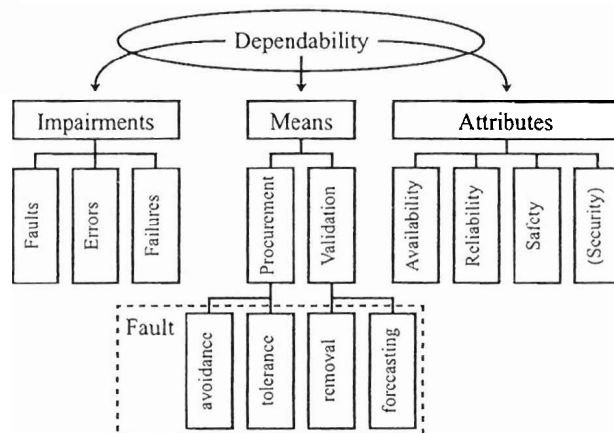 Dependability
Impairments
Means
Attributes
Faults
Errors
Failures
Procurement
Validation
Availability
Reliability
Safety
(Security)
Fault
avoidance
tolerance
removal
forecasting